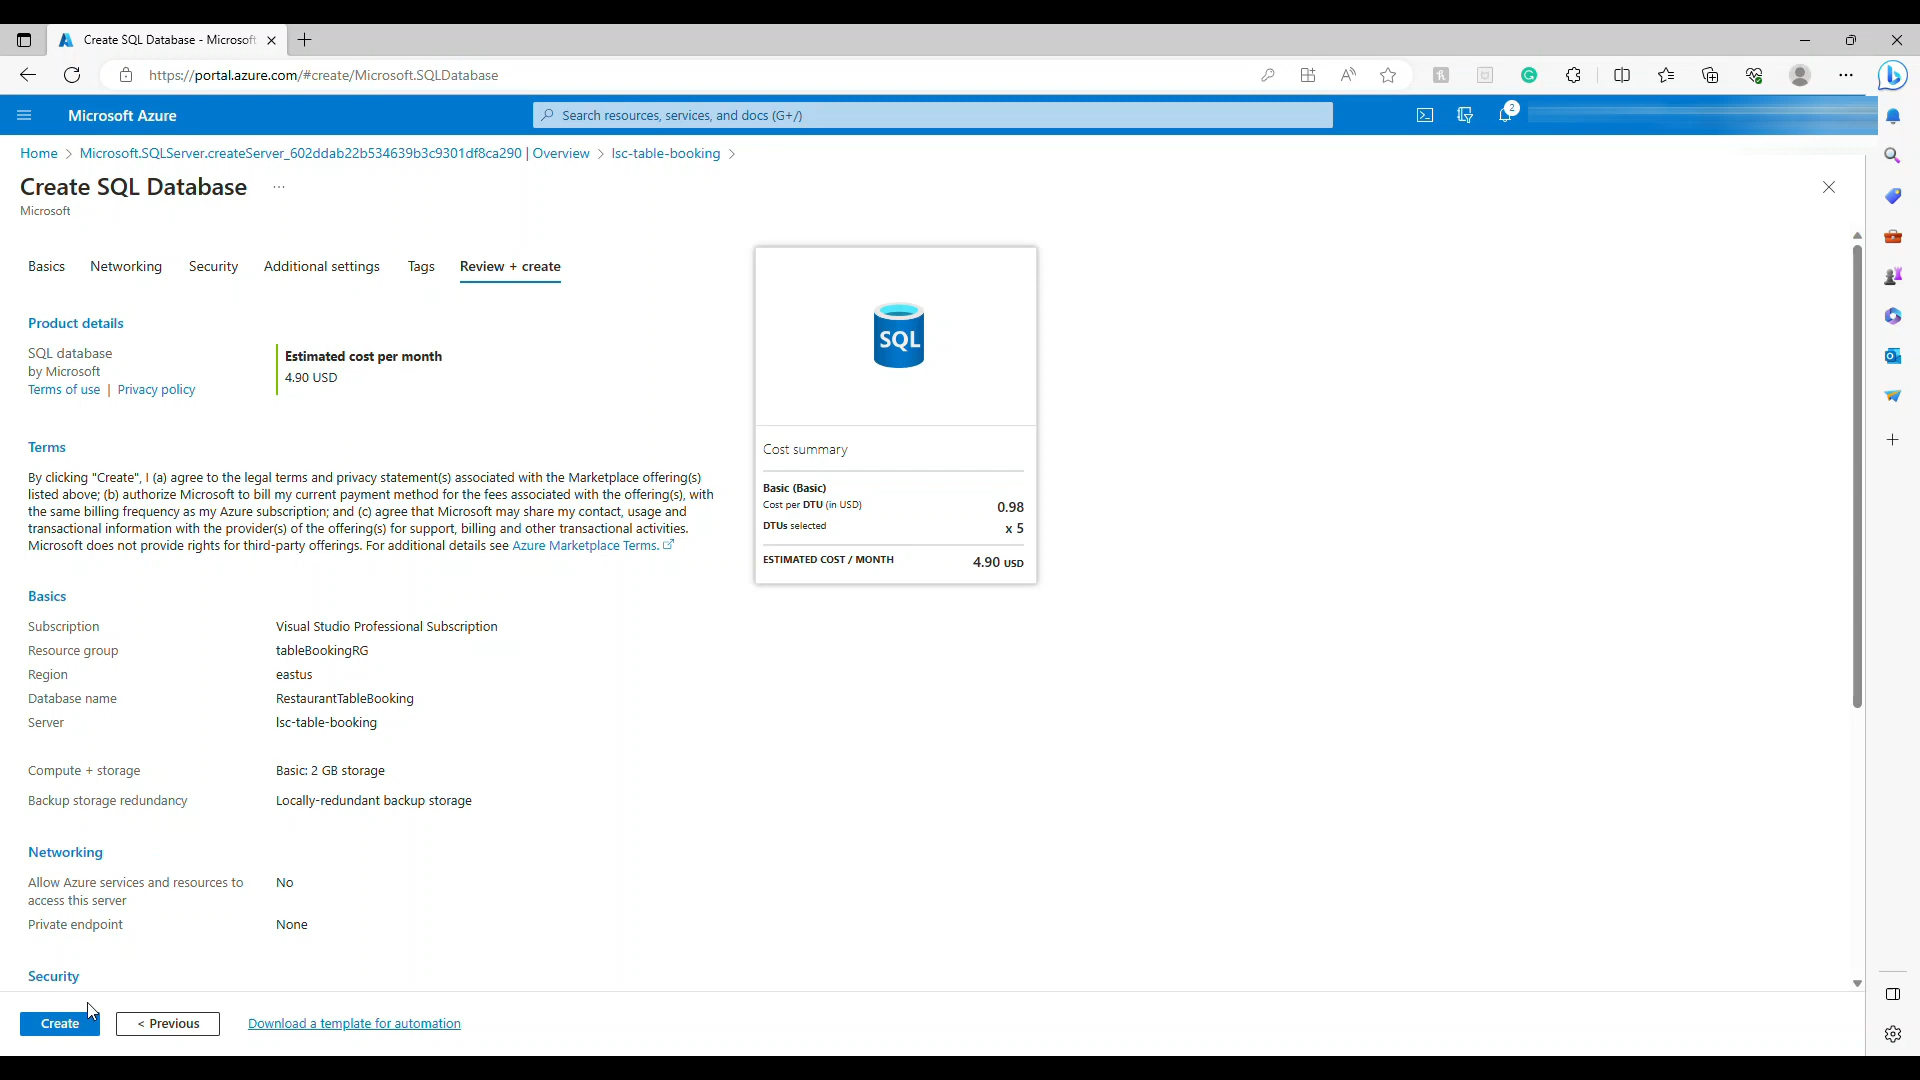 Create SQL Database - Microsoft
https://portal.azure.com/#create/Microsoft.SQLDatabase
Microsoft Azure
Search resources, services, and docs (G+/)
2
Home > Microsoft.SQLServer.createServer_602ddab22b534639b3c9301df8ca290 | Overview > lsc-table-booking >
Create SQL Database ...
Microsoft
Basics Networking Security Additional settings Tags Review + create
Product details
SQL database
by Microsoft
Terms of use | Privacy policy
Estimated cost per month
4.90 USD
Terms
By clicking "Create", I (a) agree to the legal terms and privacy statement(s) associated with the Marketplace offering(s)
listed above; (b) authorize Microsoft to bill my current payment method for the fees associated with the offering(s), with
the same billing frequency as my Azure subscription; and (c) agree that Microsoft may share my contact, usage and
transactional information with the provider(s) of the offering(s) for support, billing and other transactional activities.
Microsoft does not provide rights for third-party offerings. For additional details see Azure Marketplace Terms.
Basics
Subscription Visual Studio Professional Subscription
Resource group tableBookingRG
Region eastus
Database name RestaurantTableBooking
Server lsc-table-booking
Compute + storage Basic: 2 GB storage
Backup storage redundancy Locally-redundant backup storage
Networking
Allow Azure services and resources to No
access this server
Private endpoint None
Security
SQL
Cost summary
Basic (Basic)
Cost per DTU (in USD) 0.98
DTUs selected x 5
ESTIMATED COST / MONTH 4.90 USD
Create < Previous Download a template for automation